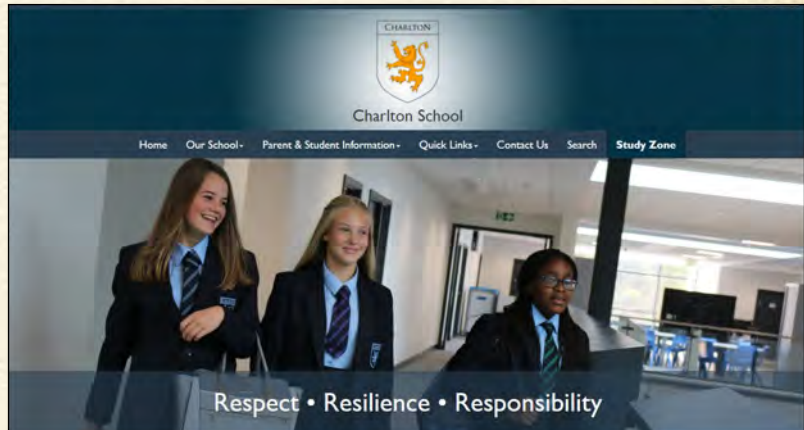 CHARLTON
Charlton School
Home Our School Parent & Student Information Quick Links Contact Us Search Study Zone
Respect • Resilience • Responsibility